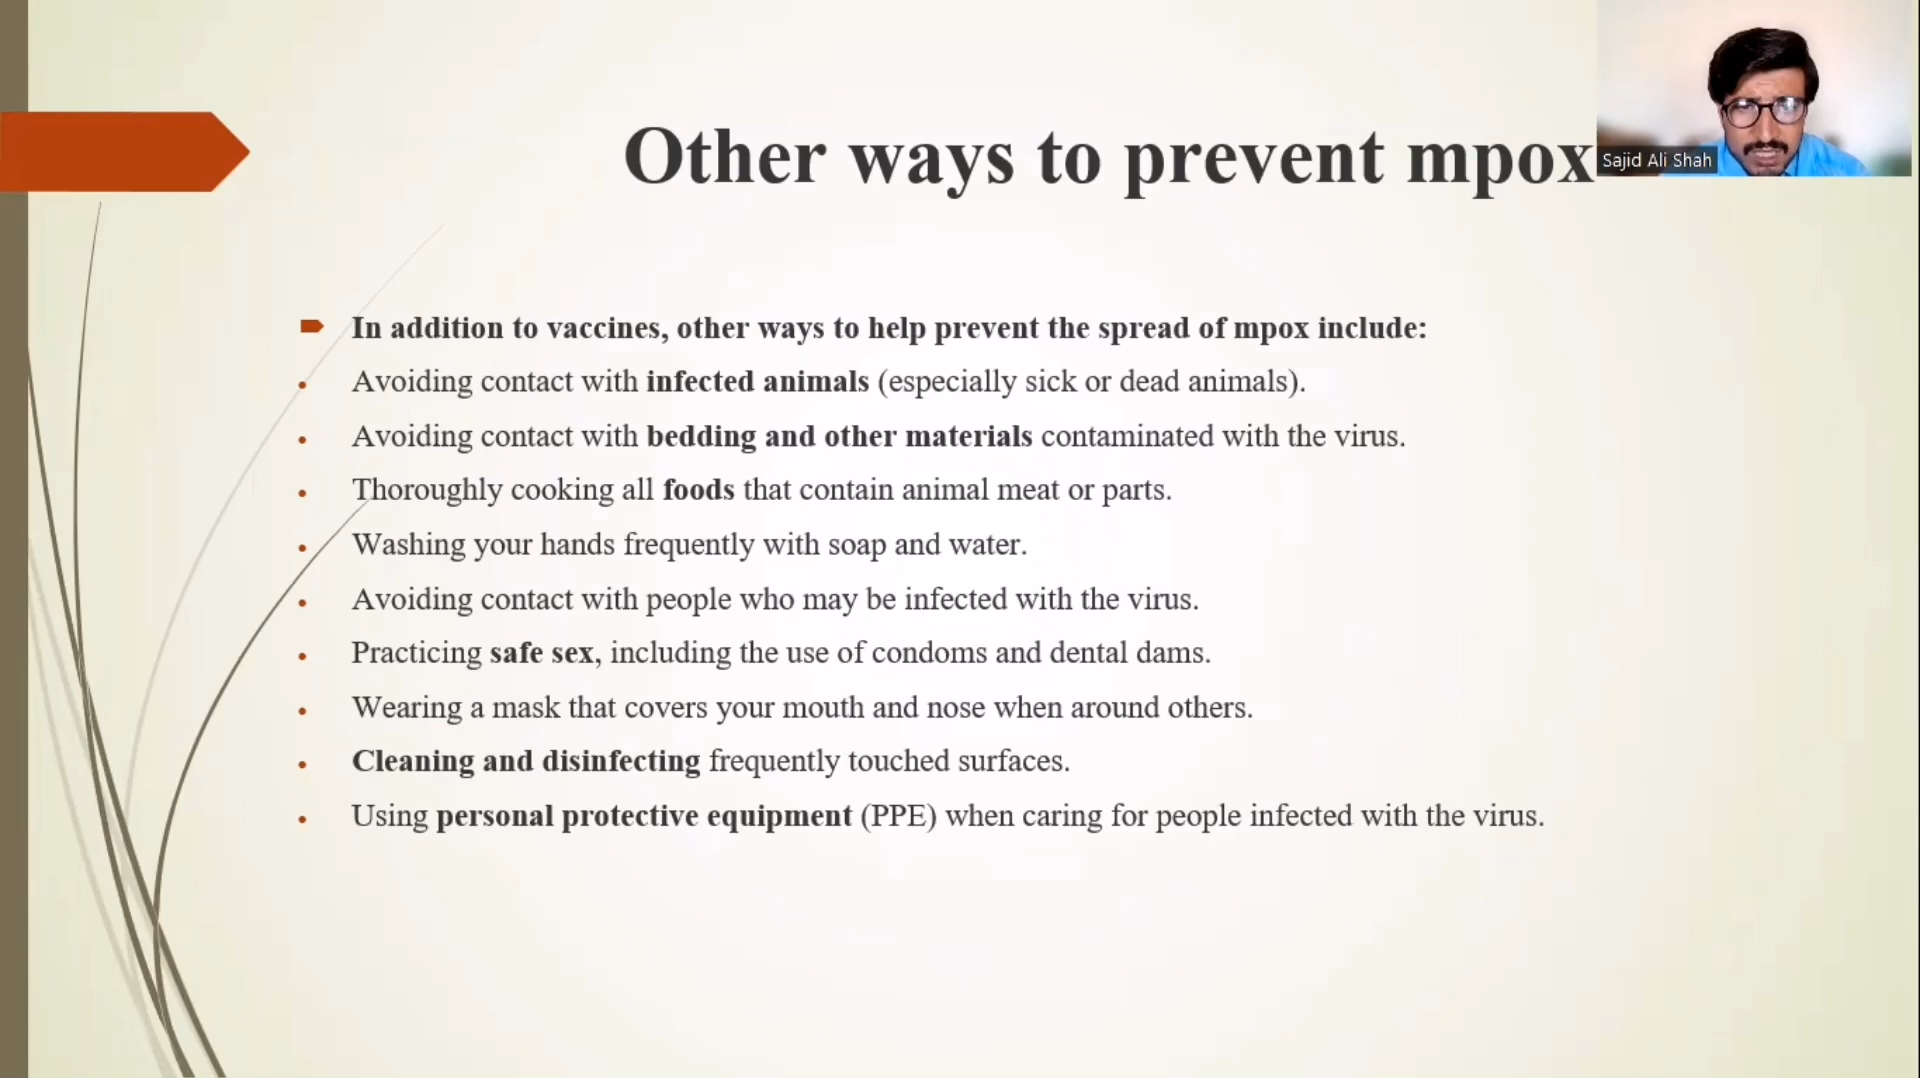 Other ways to prevent mpox
Sajid Ali Shah
In addition to vaccines, other ways to help prevent the spread of mpox include:
Avoiding contact with infected animals (especially sick or dead animals).
Avoiding contact with bedding and other materials contaminated with the virus.
Thoroughly cooking all foods that contain animal meat or parts.
Washing your hands frequently with soap and water.
Avoiding contact with people who may be infected with the virus.
Practicing safe sex, including the use of condoms and dental dams.
Wearing a mask that covers your mouth and nose when around others.
Cleaning and disinfecting frequently touched surfaces.
Using personal protective equipment (PPE) when caring for people infected with the virus.